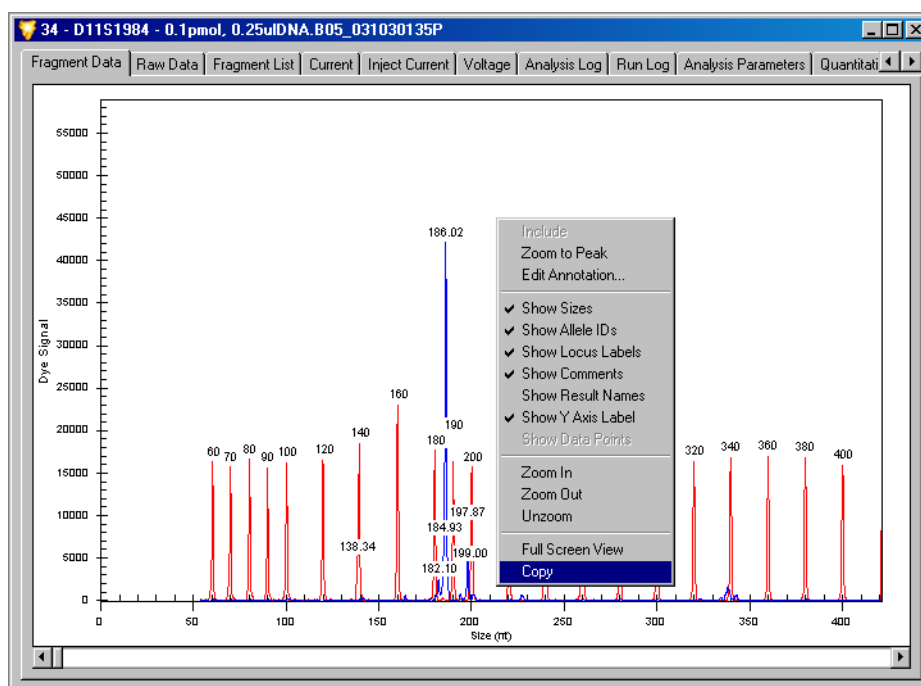 34 - D11S1984 - 0.1pmol, 0.25ulDNA.B05_031030135P
Fragment Data Raw Data Fragment List Current Inject Current Voltage Analysis Log Run Log Analysis Parameters Quantitati
55000
50000
45000
40000
35000
30000
25000
20000
15000
10000
5000
0
Dye Signal
186.02
160
140
190
180
200
60
70
80
90
100
120
197.87
184.93
138.34
199.00
182.10
320
340
360
380
400
Include
Zoom to Peak
Edit Annotation...
Show Sizes
Show Allele IDs
Show Locus Labels
Show Comments
Show Result Names
Show Y Axis Label
Show Data Points
Zoom In
Zoom Out
Unzoom
Full Screen View
Copy
0 50 100 150 200 250 300 350 400
Size (nt)